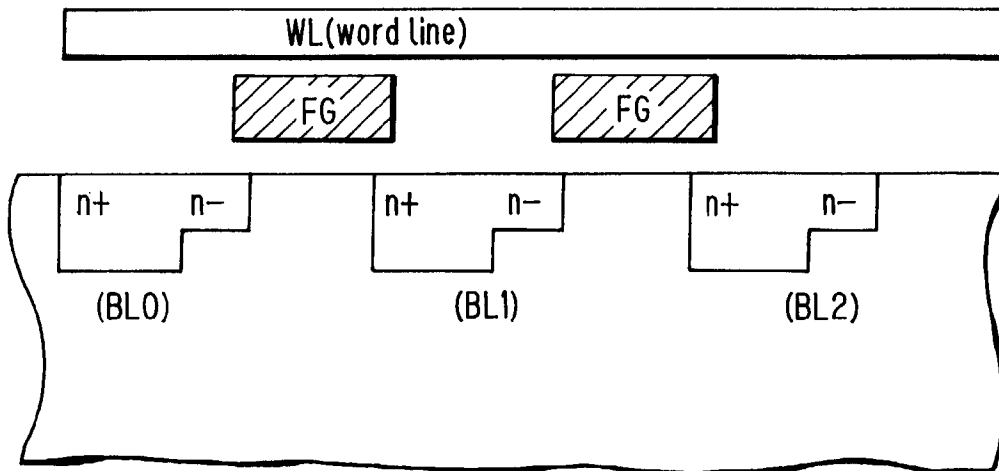 WL(word line)
FG FG
n+ n- n+ n- n+ n-
(BL0) (BL1) (BL2)